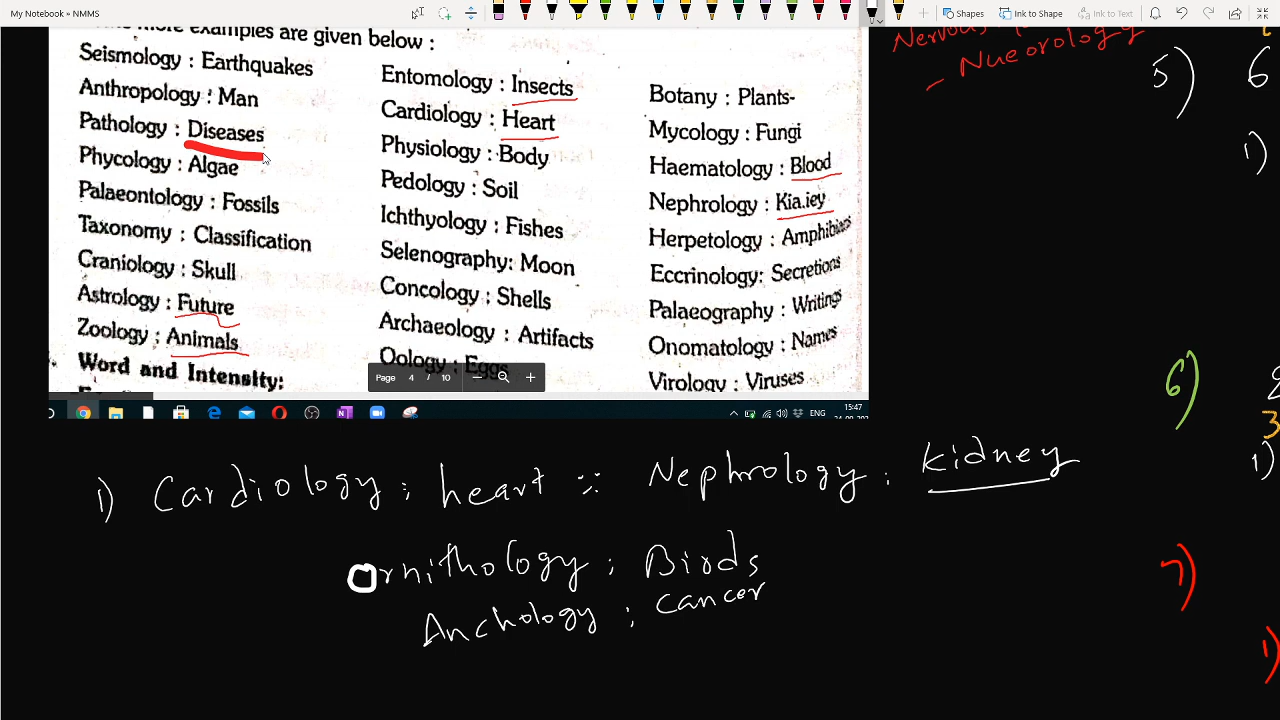 My Notebook » NMMS
Shapes
Ink to Shape
Ink to Text
examples are given below :
Seismology : Earthquakes
Anthropology : Man
Pathology : Diseases
Phycology : Algae
Palaeontology : Fossils
Taxonomy : Classification
Craniology : Skull
Astrology : Future
Zoology : Animals
Word and Intensity:
Entomology : Insects
Cardiology : Heart
Physiology : Body
Pedology : Soil
Ichthyology : Fishes
Selenography: Moon
Concology : Shells
Archaeology : Artifacts
Oology : Eggs
Botany : Plants-
Mycology : Fungi
Haematology : Blood
Nephrology : Kia.iey
Herpetology : Amphibians
Eccrinology: Secretions
Palaeography : Writings
Onomatology : Names
Virology : Viruses
Page 4 / 10
ENG
15:47
Nervous
- Nueorology
5) 6
1)
6)
3
1)
7)
1)
1) Cardiology : heart :: Nephrology : kidney
Ornithology : Birds
Anchology : Cancer